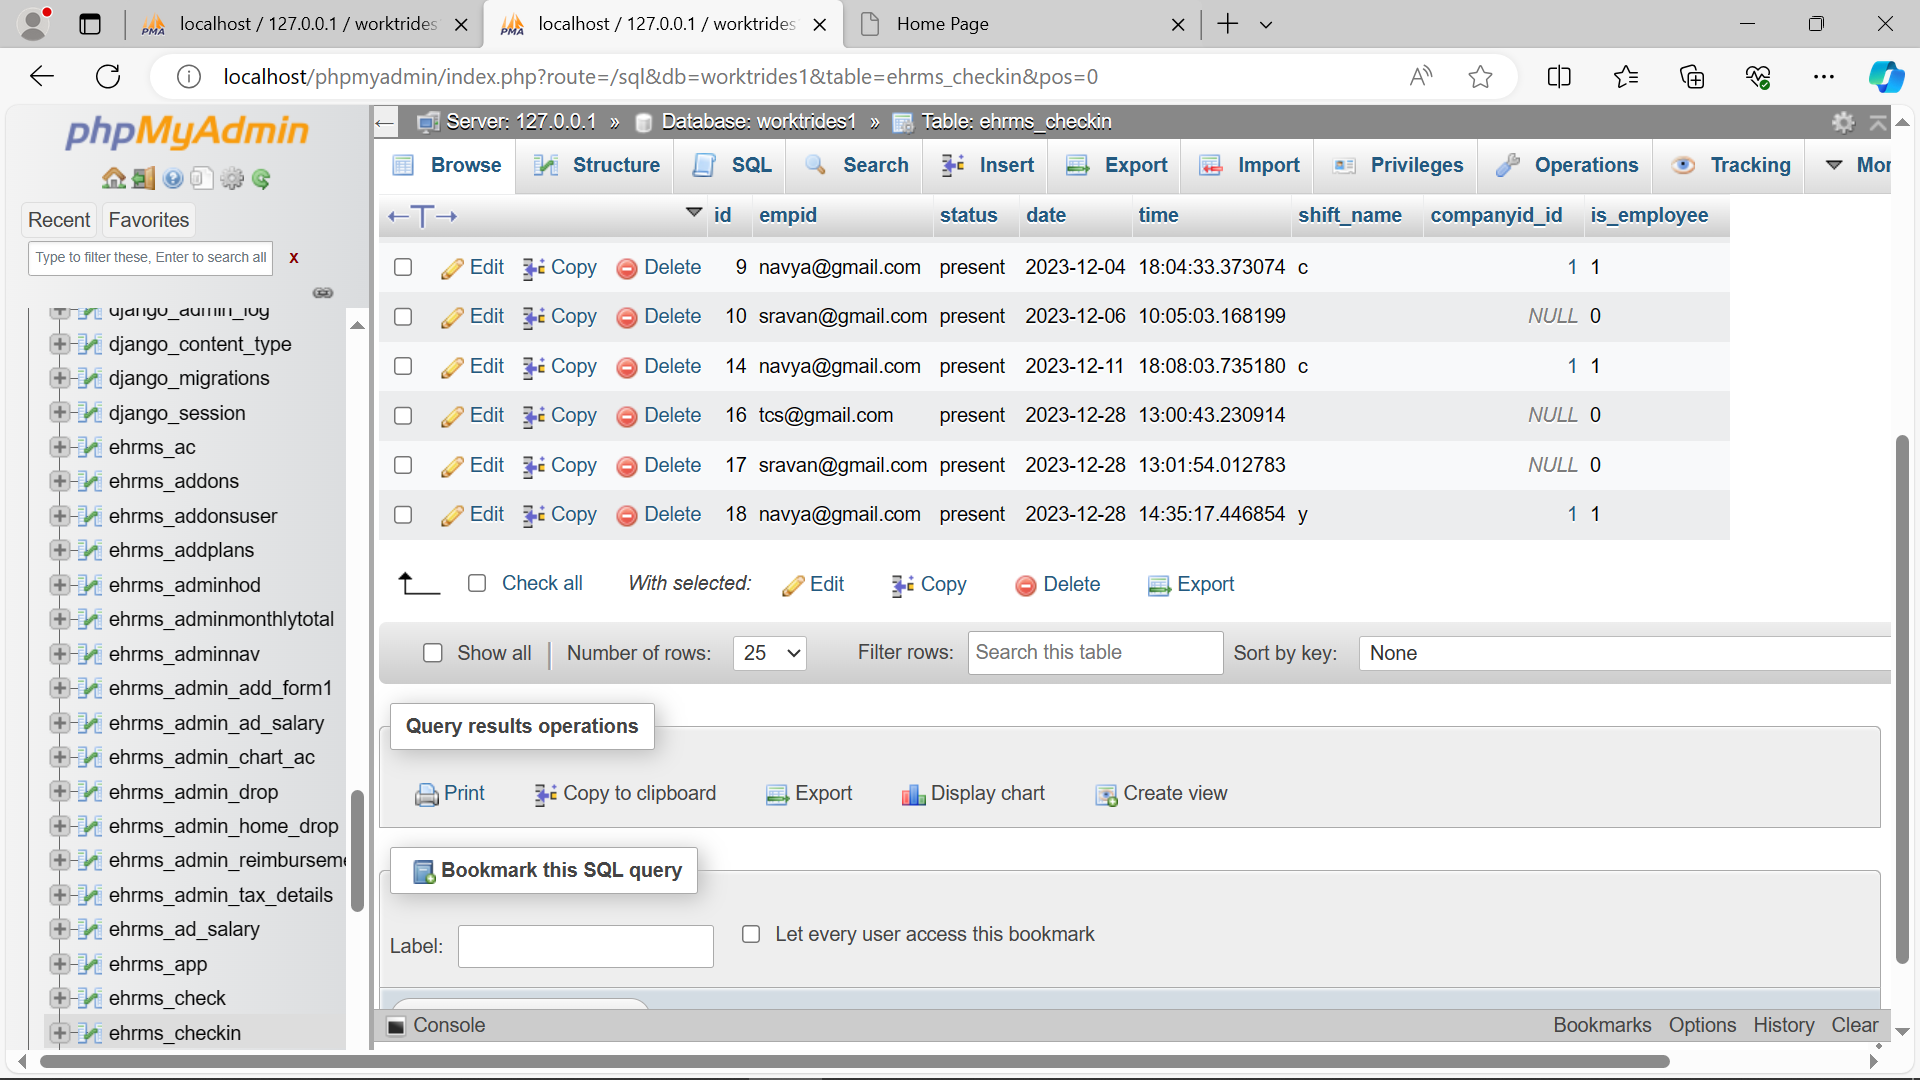 localhost / 127.0.0.1 / worktrides
localhost / 127.0.0.1 / worktrides
Home Page
localhost/phpmyadmin/index.php?route=/sql&db=worktrides1&table=ehrms_checkin&pos=0
phpMyAdmin
Recent Favorites
Type to filter these, Enter to search all X
django_admin_log
django_content_type
django_migrations
django_session
ehrms_ac
ehrms_addons
ehrms_addonsuser
ehrms_addplans
ehrms_adminhod
ehrms_adminmonthlytotal
ehrms_adminnav
ehrms_admin_add_form1
ehrms_admin_ad_salary
ehrms_admin_chart_ac
ehrms_admin_drop
ehrms_admin_home_drop
ehrms_admin_reimburseme
ehrms_admin_tax_details
ehrms_ad_salary
ehrms_app
ehrms_check
ehrms_checkin
Server: 127.0.0.1 » Database: worktrides1 » Table: ehrms_checkin
Browse Structure SQL Search Insert Export Import Privileges Operations Tracking Mor
id empid status date time shift_name companyid_id is_employee
Edit Copy Delete 9 navya@gmail.com present 2023-12-04 18:04:33.373074 c 1 1
Edit Copy Delete 10 sravan@gmail.com present 2023-12-06 10:05:03.168199 NULL 0
Edit Copy Delete 14 navya@gmail.com present 2023-12-11 18:08:03.735180 c 1 1
Edit Copy Delete 16 tcs@gmail.com present 2023-12-28 13:00:43.230914 NULL 0
Edit Copy Delete 17 sravan@gmail.com present 2023-12-28 13:01:54.012783 NULL 0
Edit Copy Delete 18 navya@gmail.com present 2023-12-28 14:35:17.446854 y 1 1
Check all With selected: Edit Copy Delete Export
Show all | Number of rows: 25 Filter rows: Search this table Sort by key: None
Query results operations
Print Copy to clipboard Export Display chart Create view
Bookmark this SQL query
Label: Let every user access this bookmark
Console Bookmarks Options History Clear